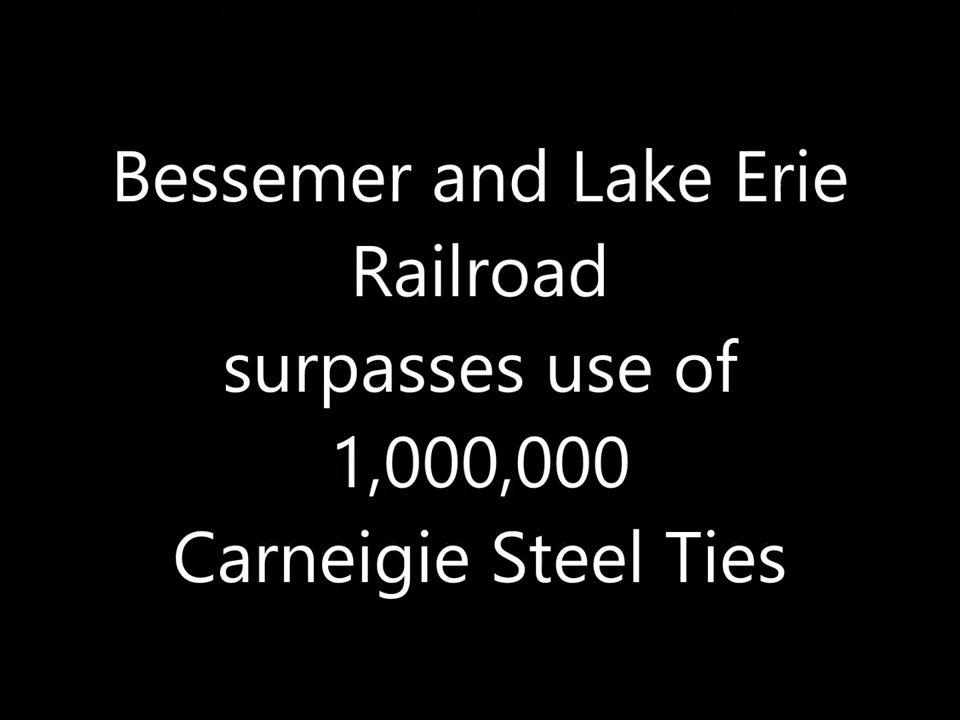 Bessemer and Lake Erie
Railroad
surpasses use of
1,000,000
Carneigie Steel Ties